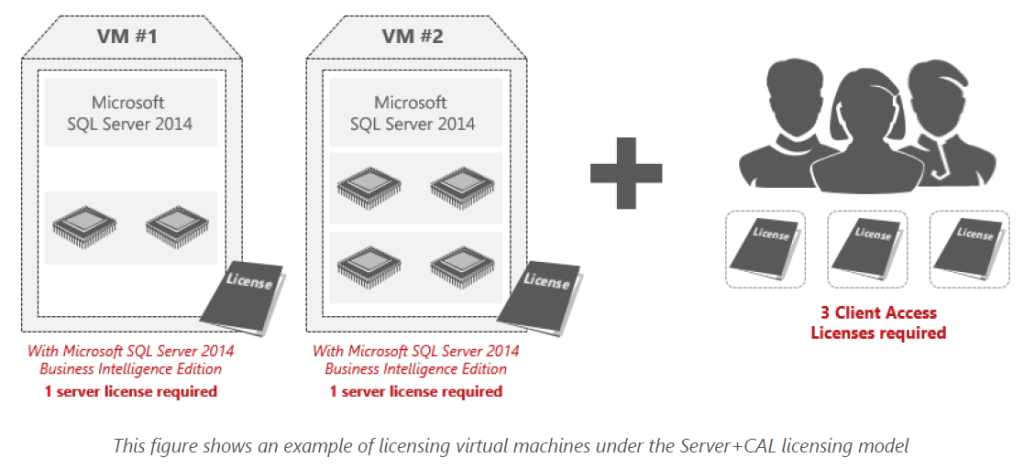 VM #1
Microsoft
SQL Server 2014
License
With Microsoft SQL Server 2014
Business Intelligence Edition
1 server license required
VM #2
Microsoft
SQL Server 2014
License
With Microsoft SQL Server 2014
Business Intelligence Edition
1 server license required
License
License
License
3 Client Access
Licenses required
This figure shows an example of licensing virtual machines under the Server+CAL licensing model